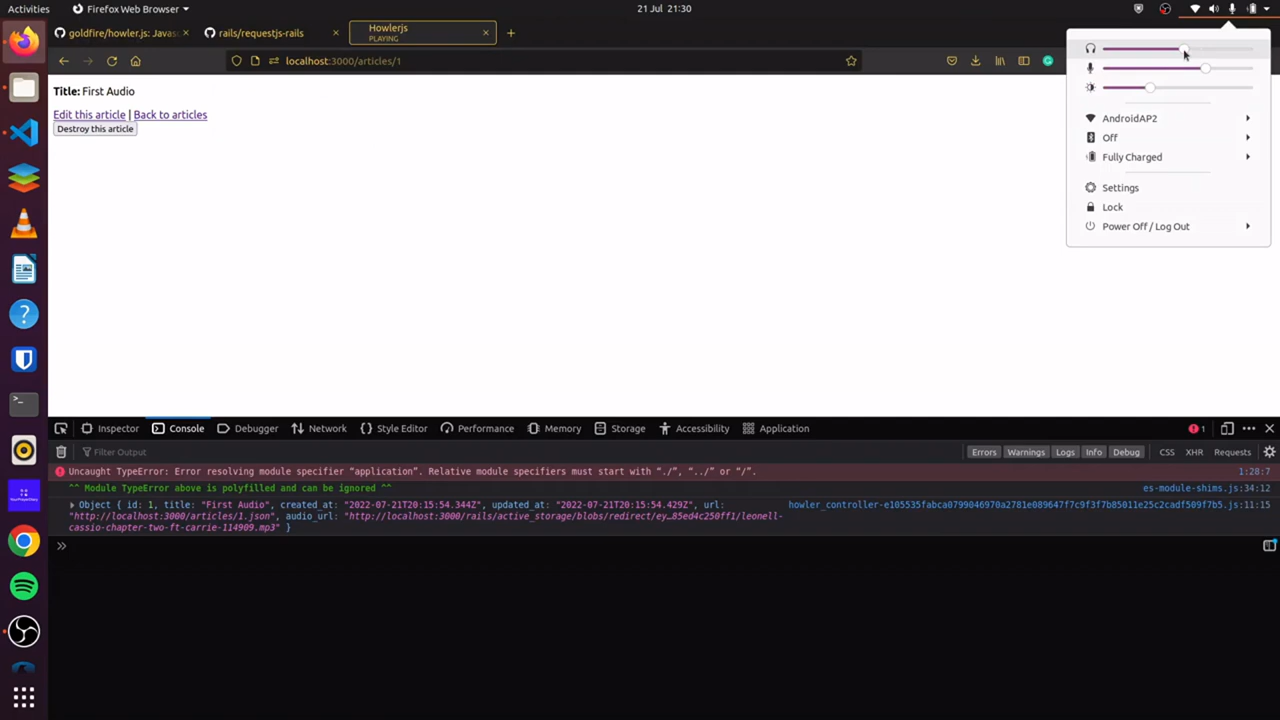 Activities
Firefox Web Browser
21 Jul 21:30
goldfire/howler.js: Javas
rails/requestjs-rails
Howlerjs
PLAYING
localhost:3000/articles/1
Title: First Audio
Edit this article | Back to articles
Destroy this article
AndroidAP2
Off
Fully Charged
Settings
Lock
Power Off / Log Out
Inspector
Console
Debugger
Network
Style Editor
Performance
Memory
Storage
Accessibility
Application
1
Filter Output
Errors
Warnings
Logs
Info
Debug
CSS
XHR
Requests
Uncaught TypeError: Error resolving module specifier “application”. Relative module specifiers must start with “./”, “../” or “/”.
1:28:7
^^ Module TypeError above is polyfilled and can be ignored ^^
es-module-shims.js:34:12
Object { id: 1, title: "First Audio", created_at: "2022-07-21T20:15:54.344Z", updated_at: "2022-07-21T20:15:54.429Z", url:
howler_controller-e105535fabca0799046970a2781e089647f7c9f3f7b85011e25c2cadf509f7b5.js:11:15
"http://localhost:3000/articles/1.json", audio_url: "http://localhost:3000/rails/active_storage/blobs/redirect/ey…85ed4c250ff1/leonell-
cassio-chapter-two-ft-carrie-114909.mp3" }